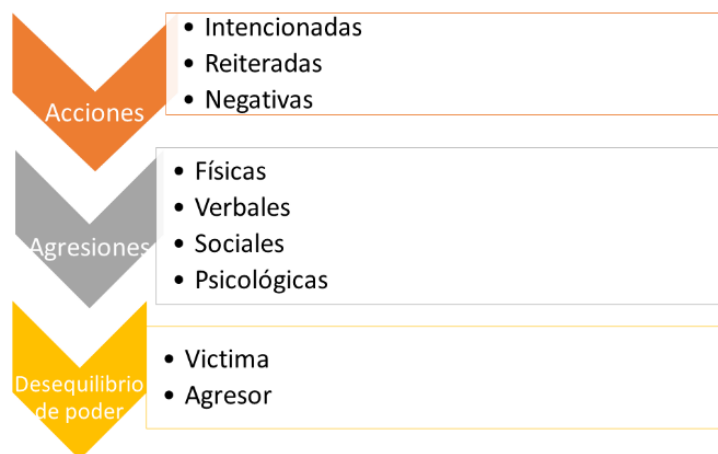 Acciones
• Intencionadas
• Reiteradas
• Negativas
Agresiones
• Físicas
• Verbales
• Sociales
• Psicológicas
Desequilibrio
de poder
• Victima
• Agresor